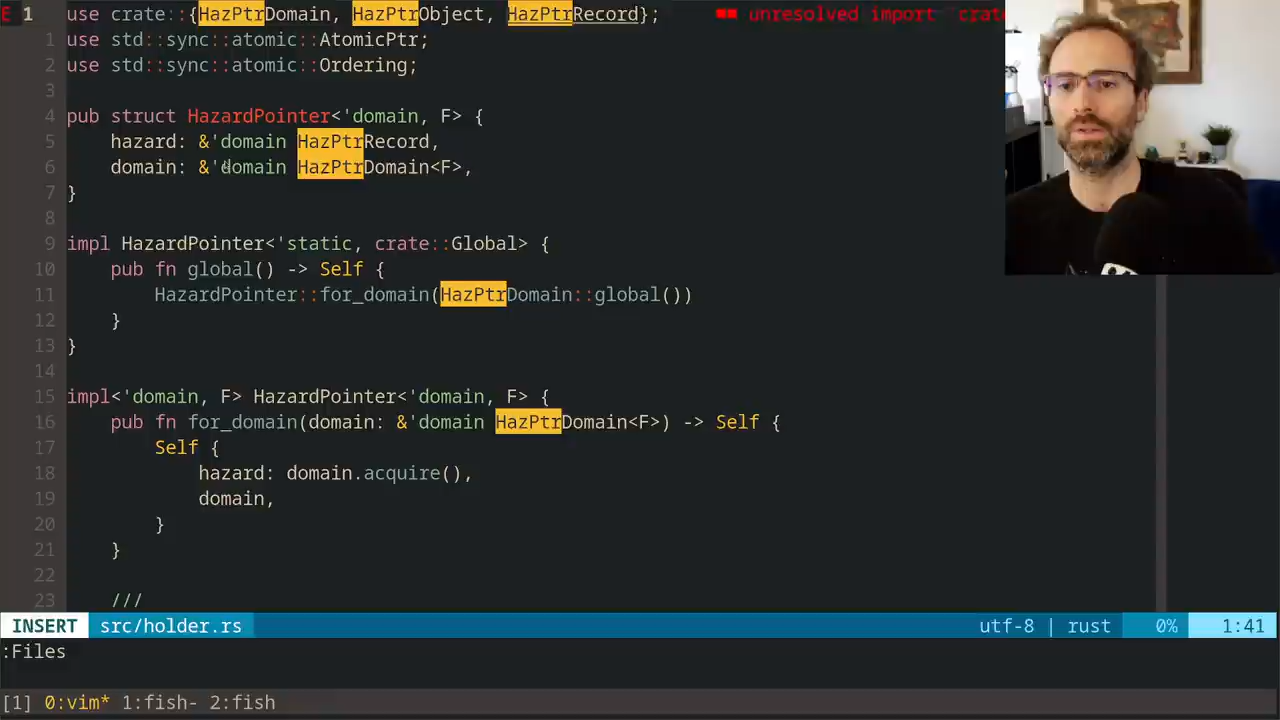 E 1 use crate::{HazPtrDomain, HazPtrObject, HazPtrRecord}; ■■ unresolved import `crate
1 use std::sync::atomic::AtomicPtr;
2 use std::sync::atomic::Ordering;
3
4 pub struct HazardPointer<'domain, F> {
5 hazard: &'domain HazPtrRecord,
6 domain: &'domain HazPtrDomain<F>,
7 }
8
9 impl HazardPointer<'static, crate::Global> {
10 pub fn global() -> Self {
11 HazardPointer::for_domain(HazPtrDomain::global())
12 }
13 }
14
15 impl<'domain, F> HazardPointer<'domain, F> {
16 pub fn for_domain(domain: &'domain HazPtrDomain<F>) -> Self {
17 Self {
18 hazard: domain.acquire(),
19 domain,
20 }
21 }
22
23 ///
INSERT src/holder.rs utf-8 | rust 0% 1:41
:Files
[1] 0:vim* 1:fish- 2:fish